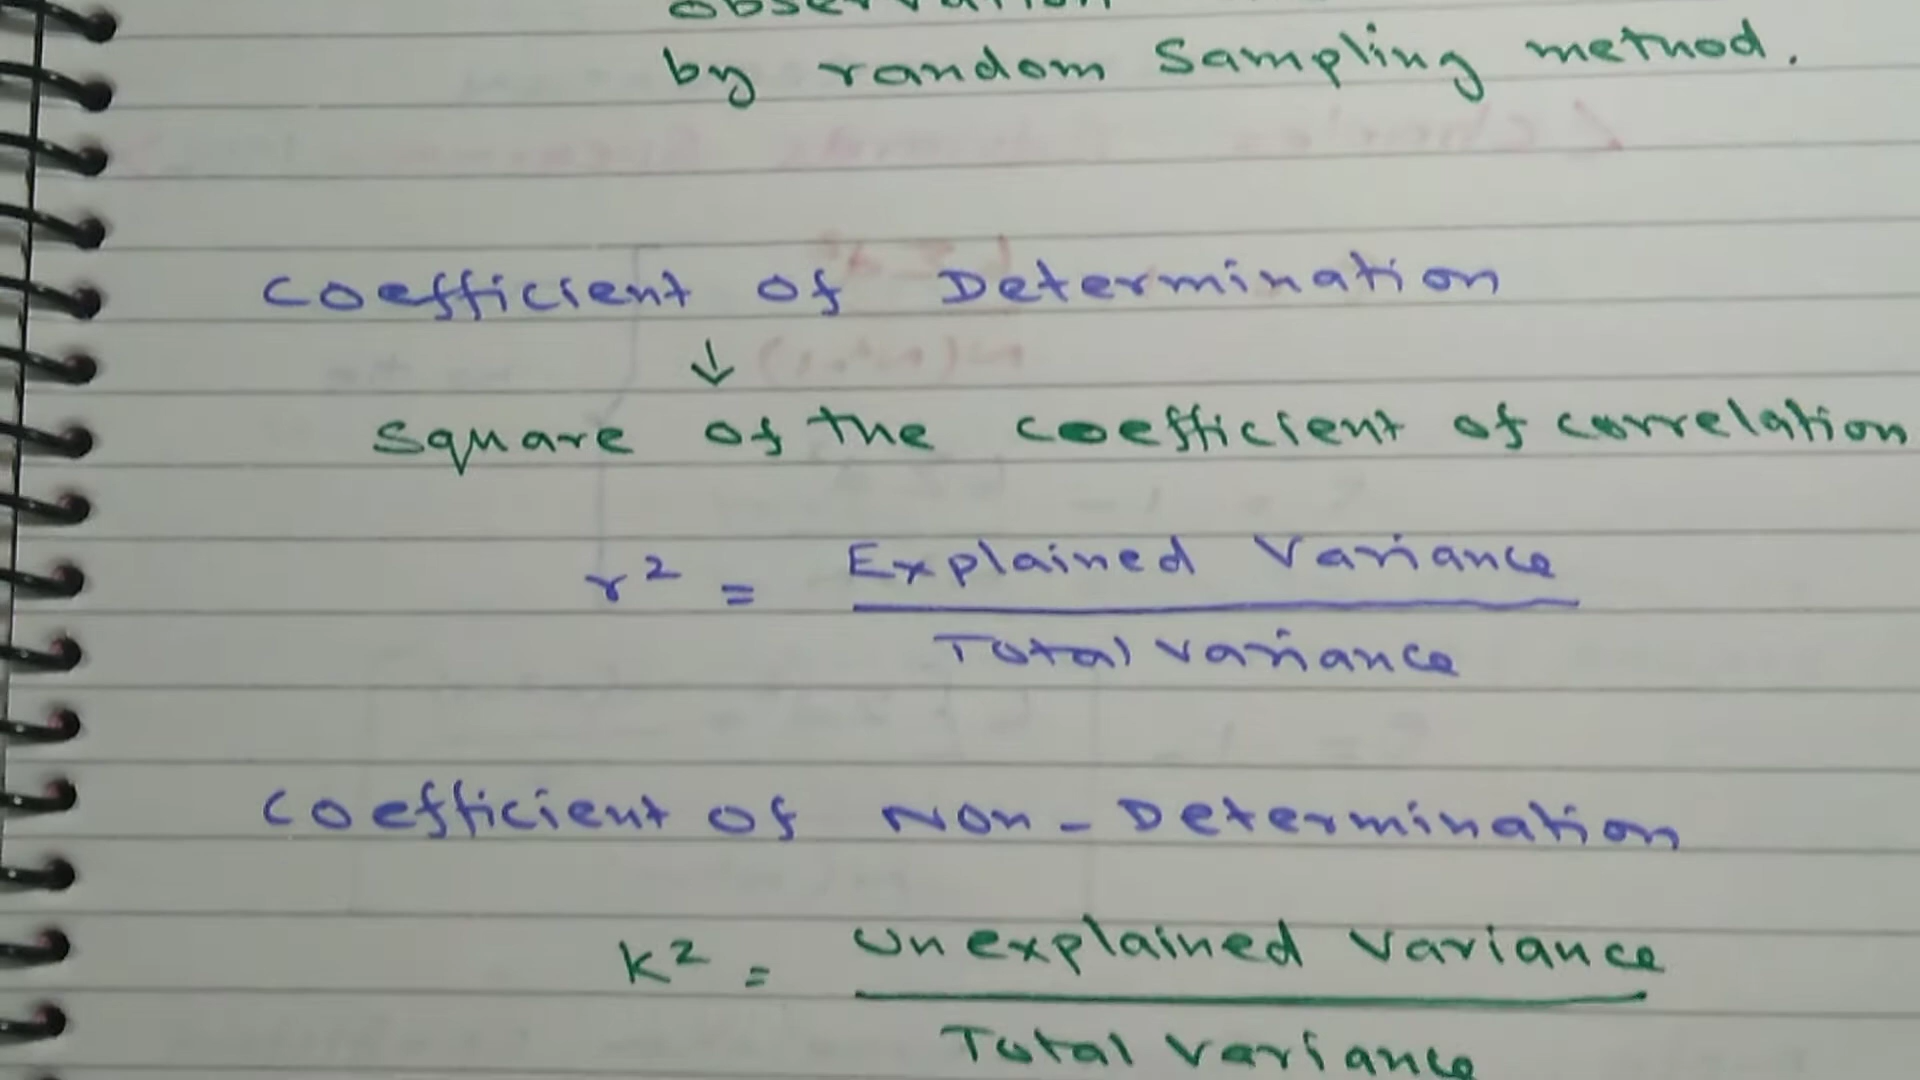 observation
by random Sampling method.
Coefficient of Determination
↓
Square of the coefficient of correlation
r² = Explained Variance
Total variance
Coefficient of Non-Determination
k² = Unexplained Variance
Total Variance